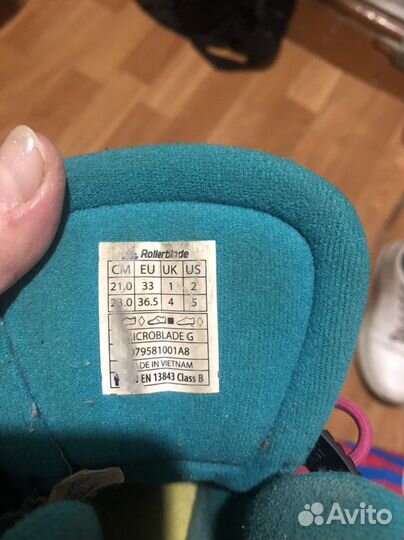 Rollerblade
CM EU UK US
21.0 33 1 2
23.0 36.5 4 5
MICROBLADE G
079581001A8
MADE IN VIETNAM
EN 13843 Class B
Avito